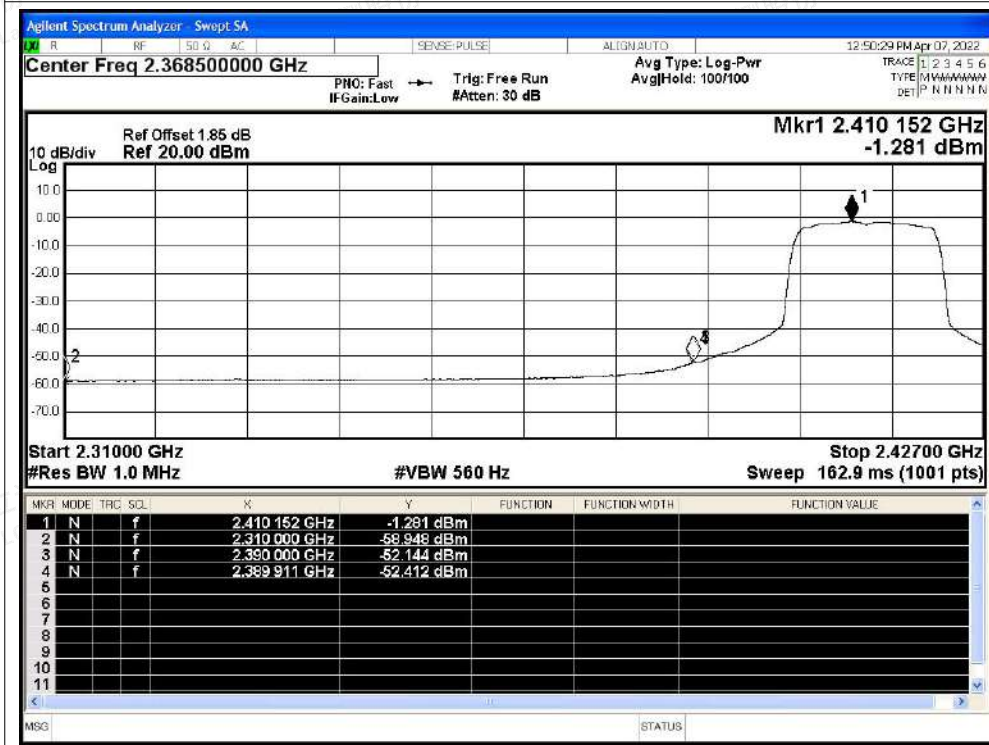 Agilent Spectrum Analyzer - Swept SA
LXI R RF 50 Ω AC SENSE:PULSE ALIGN AUTO 12:50:29 PM Apr 07, 2022
Center Freq 2.368500000 GHz
PNO: Fast
IFGain:Low
Trig: Free Run
#Atten: 30 dB
Avg Type: Log-Pwr
Avg|Hold: 100/100
TRACE 1 2 3 4 5 6
TYPE MWWWWW
DET P N N N N N
Ref Offset 1.85 dB
10 dB/div Ref 20.00 dBm
Log
Mkr1 2.410 152 GHz
-1.281 dBm
10.0
0.00
-10.0
-20.0
-30.0
-40.0
-50.0
-60.0
-70.0
1
2
Start 2.31000 GHz
Stop 2.42700 GHz
#Res BW 1.0 MHz #VBW 560 Hz Sweep 162.9 ms (1001 pts)
MKR MODE TRC SCL X Y FUNCTION FUNCTION WIDTH FUNCTION VALUE
1 N f 2.410 152 GHz -1.281 dBm
2 N f 2.310 000 GHz -58.948 dBm
3 N f 2.390 000 GHz -52.144 dBm
4 N f 2.389 911 GHz -52.412 dBm
5
6
7
8
9
10
11
MSG STATUS